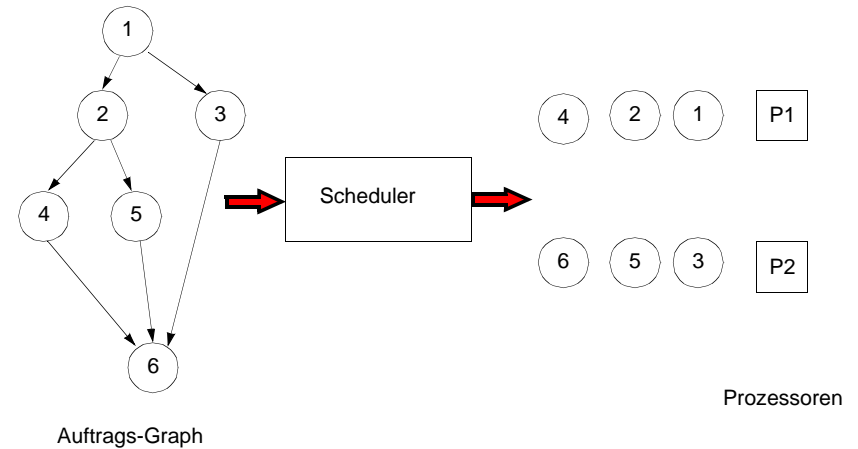 1
2 3
4 2 1 P1
4 5
Scheduler
6 5 3 P2
6
Prozessoren
Auftrags-Graph